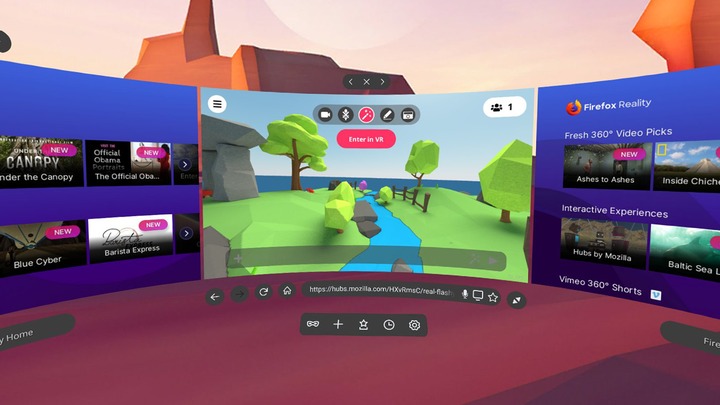 CANOPY
NEW
nder the Canopy
Official
Obama
Portraits
NEW
The Official Oba...
NEW
Blue Cyber
NEW
Barista Express
y Home
1
Enter in VR
https://hubs.mozilla.com/HXvRmsC/real-flash
Firefox Reality
Fresh 360° Video Picks
NEW
Ashes to Ashes
Inside Chiche
Interactive Experiences
Hubs by Mozilla
Baltic Sea L
Vimeo 360° Shorts
Fire